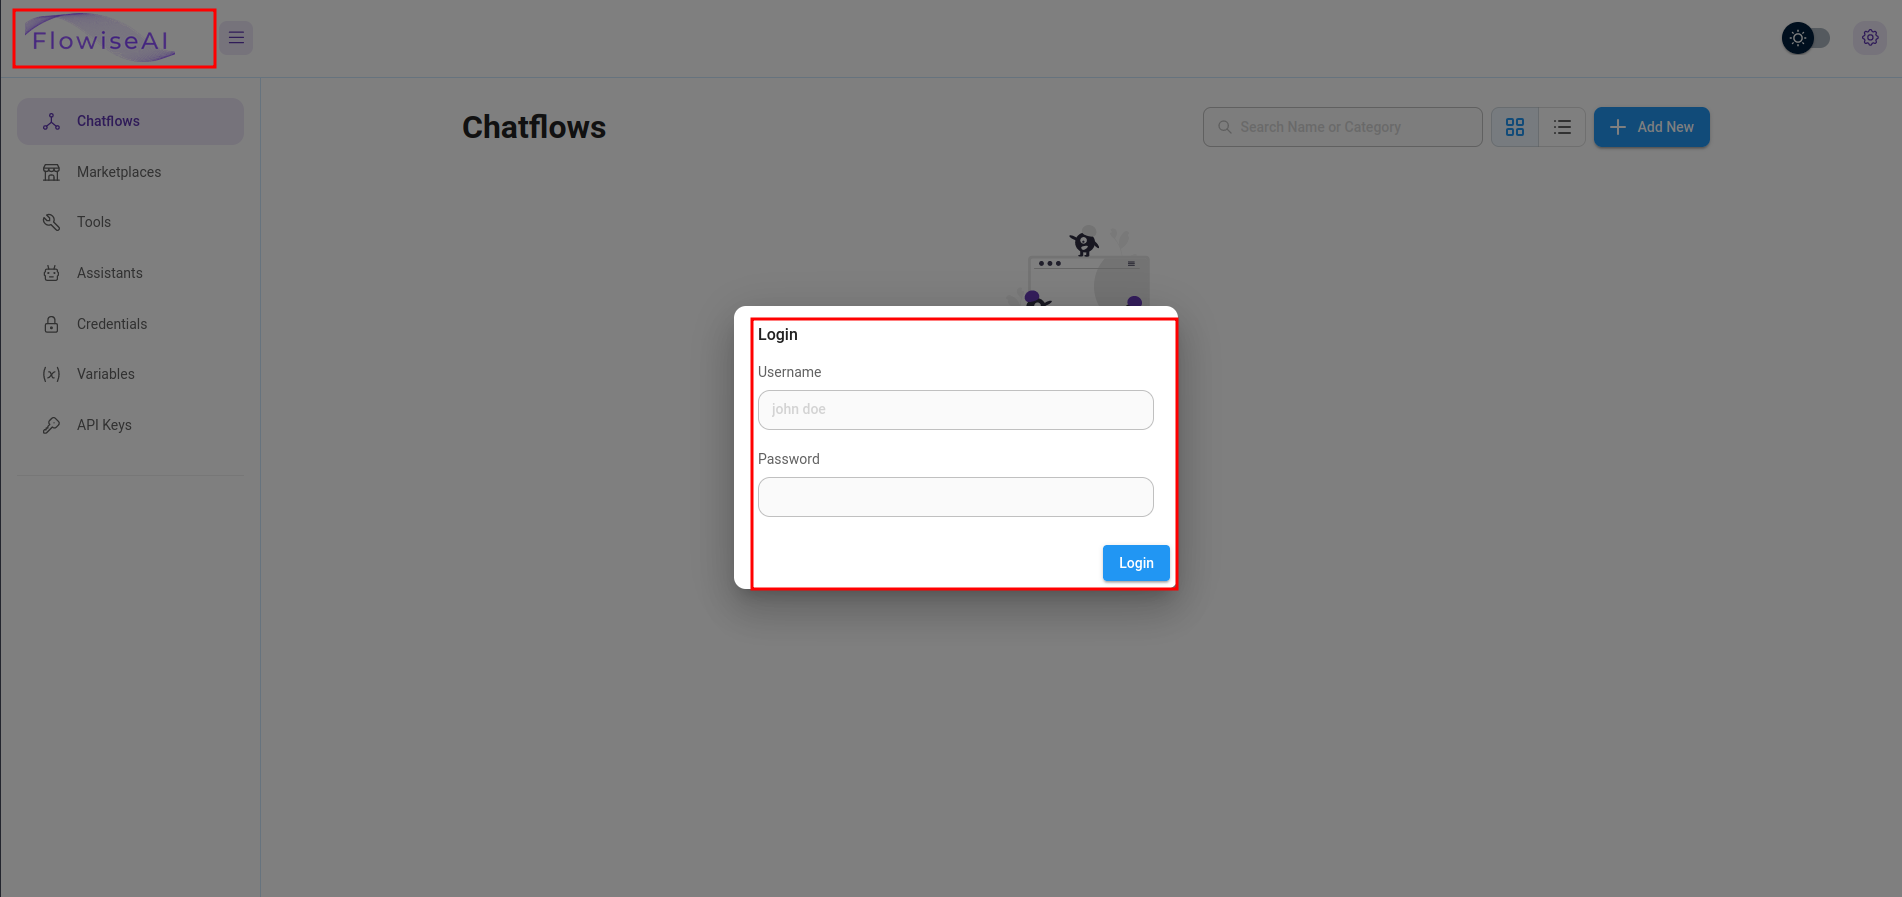 FlowiseAI
Chatflows
Marketplaces
Tools
Assistants
Credentials
Variables
API Keys
Chatflows
Search Name or Category
Add New
Login
Username
john doe
Password
Login